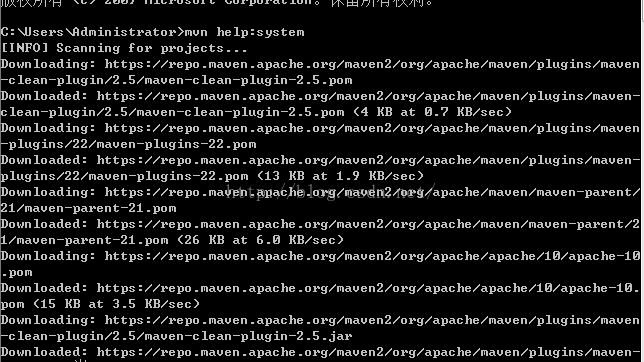 版权所有 (c) 2009 Microsoft Corporation。保留所有权利。
C:\Users\Administrator>mvn help:system
[INFO] Scanning for projects...
Downloading: https://repo.maven.apache.org/maven2/org/apache/maven/plugins/maven
-clean-plugin/2.5/maven-clean-plugin-2.5.pom
Downloaded: https://repo.maven.apache.org/maven2/org/apache/maven/plugins/maven-
clean-plugin/2.5/maven-clean-plugin-2.5.pom (4 KB at 0.7 KB/sec)
Downloading: https://repo.maven.apache.org/maven2/org/apache/maven/plugins/maven
-plugins/22/maven-plugins-22.pom
Downloaded: https://repo.maven.apache.org/maven2/org/apache/maven/plugins/maven-
plugins/22/maven-plugins-22.pom (13 KB at 1.9 KB/sec)
http://blog.csdn.net/
Downloading: https://repo.maven.apache.org/maven2/org/apache/maven/maven-parent/
21/maven-parent-21.pom
Downloaded: https://repo.maven.apache.org/maven2/org/apache/maven/maven-parent/2
1/maven-parent-21.pom (26 KB at 6.0 KB/sec)
Downloading: https://repo.maven.apache.org/maven2/org/apache/apache/10/apache-10
.pom
Downloaded: https://repo.maven.apache.org/maven2/org/apache/apache/10/apache-10.
pom (15 KB at 3.5 KB/sec)
Downloading: https://repo.maven.apache.org/maven2/org/apache/maven/plugins/maven
-clean-plugin/2.5/maven-clean-plugin-2.5.jar
Downloaded: https://repo.maven.apache.org/maven2/org/apache/maven/plugins/maven-